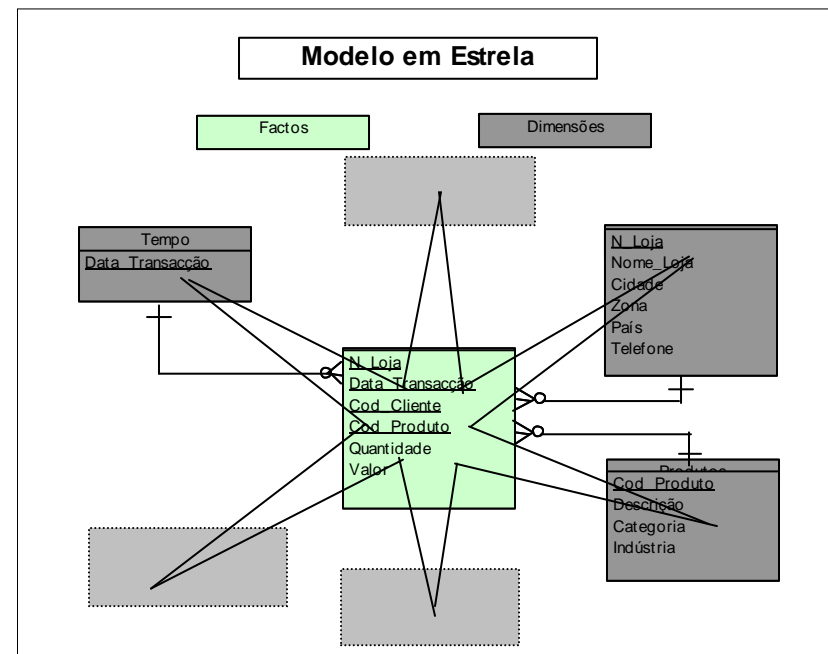 Modelo em Estrela
Factos
Dimensões
Tempo
Data_Transacção
N_Loja
Nome_Loja
Cidade
Zona
País
Telefone
N_Loja
Data_Transacção
Cod_Cliente
Cod_Produto
Quantidade
Valor
Produtos
Cod_Produto
Descrição
Categoria
Indústria